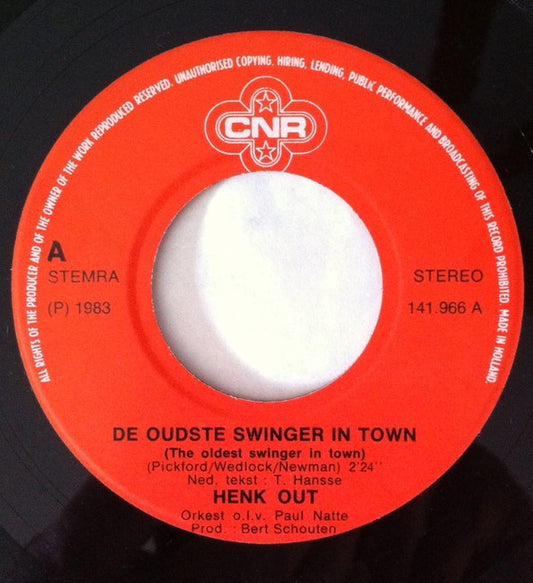 ALL RIGHTS OF THE PRODUCER AND OF THE OWNER OF THE WORK REPRODUCED RESERVED. UNAUTHORISED COPYING, HIRING, LENDING, PUBLIC PERFORMANCE AND BROADCASTING OF THIS RECORD PROHIBITED. MADE IN HOLLAND.
CNR
A
STEMRA
(P) 1983
STEREO
141.966 A
DE OUDSTE SWINGER IN TOWN
(The oldest swinger in town)
(Pickford/Wedlock/Newman) 2'24''
Ned. tekst : T. Hansse
HENK OUT
Orkest o.l.v. Paul Natte
Prod. : Bert Schouten